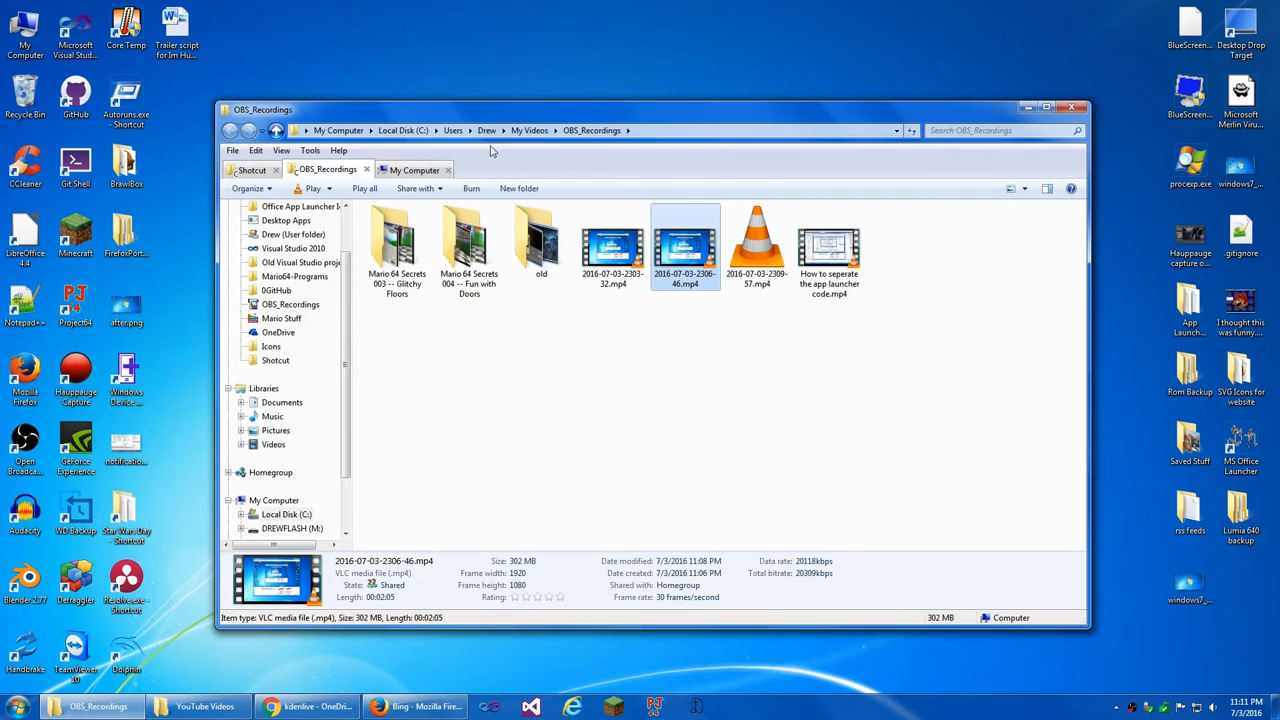 My Computer
Microsoft Visual Stud...
Core Temp
Trailer script for Im Hu...
Recycle Bin
GitHub
Autoruns.exe - Shortcut
CCleaner
Git Shell
BrawlBox
LibreOffice 4.4
Minecraft
FirefoxPort...
Notepad++
Project64
after.png
Mozilla Firefox
Hauppauge Capture
Windows Device ...
Open Broadca...
GeForce Experience
notificatio...
Audacity
WD Backup
Star Wars Day - Shortcut
Blender 2.77
Defraggler
Resolve.exe - Shortcut
Handbrake
TeamViewer 10
Dolphin
BlueScreen...
Desktop Drop Target
BlueScreen...
Microsoft Merlin Virus...
procexp.exe
windows7_...
Hauppauge capture o...
.gitignore
App Launch...
I thought this was funny....
Rom Backup
SVG Icons for website
Saved Stuff
MS Office Launcher
rss feeds
Lumia 640 backup
windows7_...
OBS_Recordings
My Computer Local Disk (C:) Users Drew My Videos OBS_Recordings
Search OBS_Recordings
File Edit View Tools Help
Shotcut OBS_Recordings My Computer
Organize Play Play all Share with Burn New folder
Office App Launcher I
Desktop Apps
Drew (User folder)
Visual Studio 2010
Old Visual Studio proj
Mario64-Programs
0GitHub
OBS_Recordings
Mario Stuff
OneDrive
Icons
Shotcut
Libraries
Documents
Music
Pictures
Videos
Homegroup
My Computer
Local Disk (C:)
DREWFLASH (M:)
Mario 64 Secrets 003 -- Glitchy Floors
Mario 64 Secrets 004 -- Fun with Doors
old
2016-07-03-2303-32.mp4
2016-07-03-2306-46.mp4
2016-07-03-2309-57.mp4
How to seperate the app launcher code.mp4
2016-07-03-2306-46.mp4
VLC media file (.mp4)
State: Shared
Length: 00:02:05
Size: 302 MB
Frame width: 1920
Frame height: 1080
Rating:
Date modified: 7/3/2016 11:08 PM
Date created: 7/3/2016 11:06 PM
Shared with: Homegroup
Frame rate: 30 frames/second
Data rate: 20118kbps
Total bitrate: 20309kbps
Item type: VLC media file (.mp4), Size: 302 MB, Length: 00:02:05
302 MB
Computer
OBS_Recordings
YouTube Videos
kdenlive - OneDri...
Bing - Mozilla Fire...
11:11 PM
7/3/2016